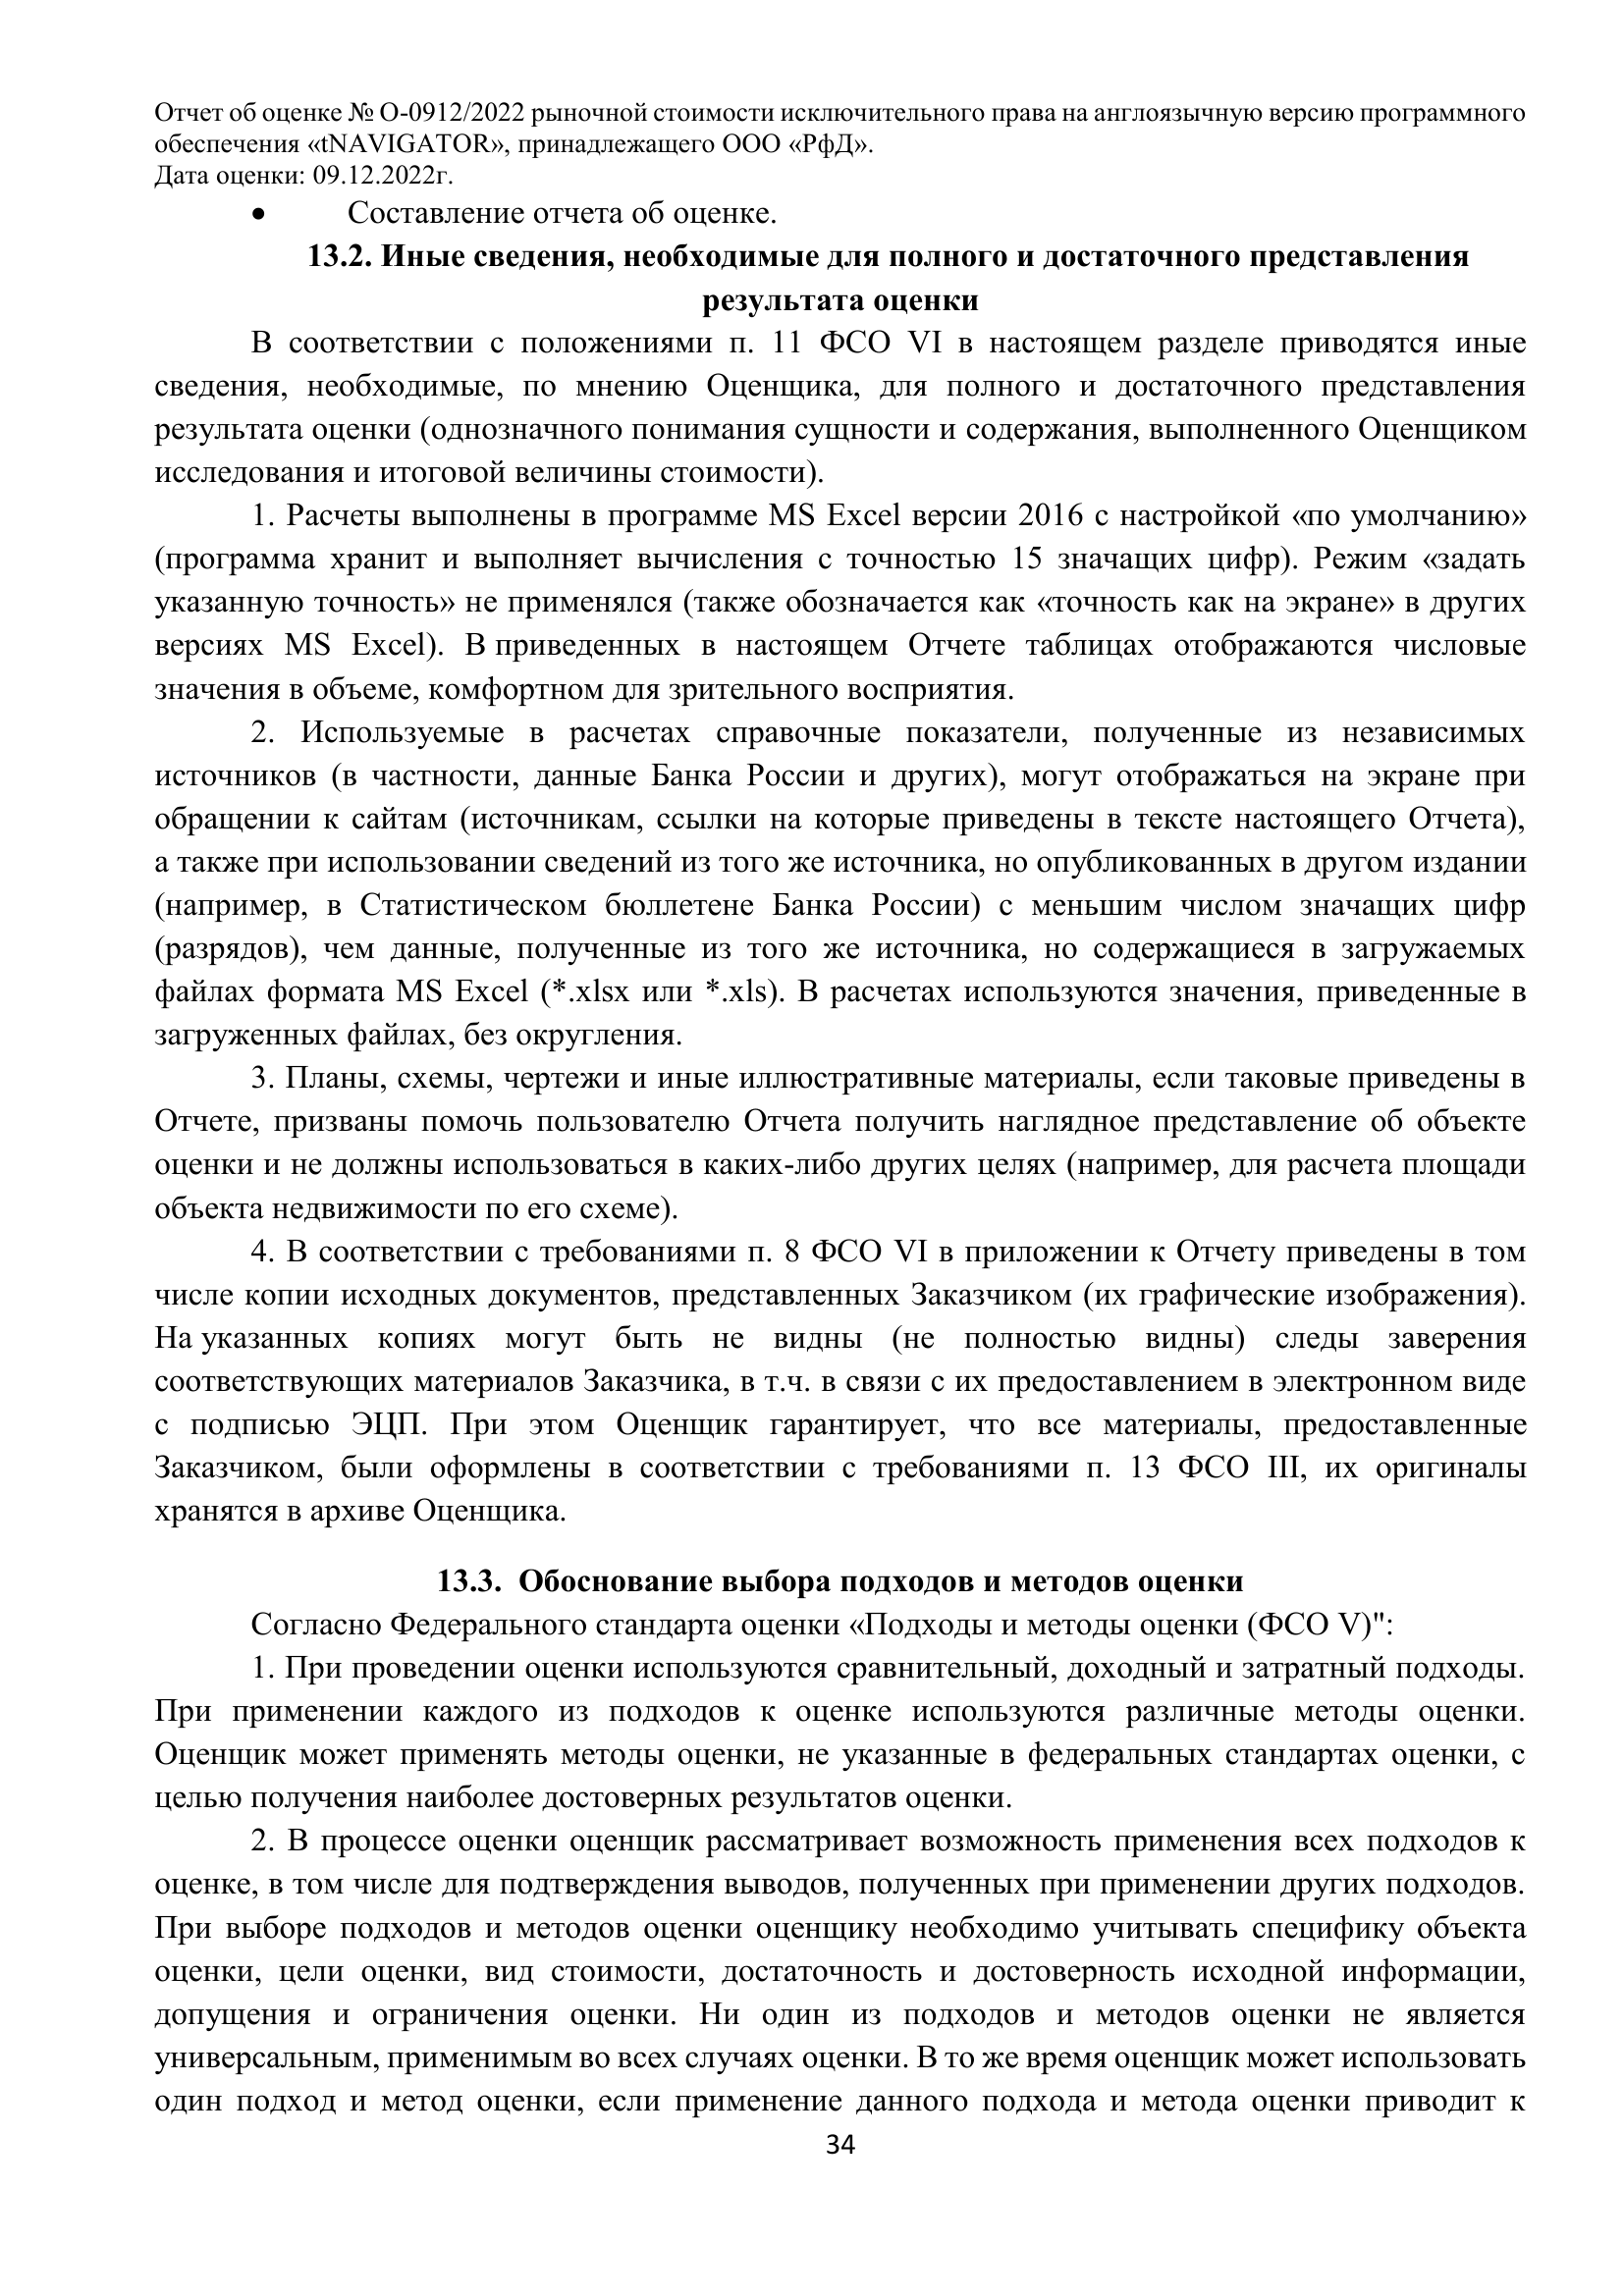 Отчет об оценке № О-0912/2022 рыночной стоимости исключительного права на англоязычную версию программного
обеспечения «tNAVIGATOR», принадлежащего ООО «РфД».
Дата оценки: 09.12.2022г.
• Составление отчета об оценке.
13.2. Иные сведения, необходимые для полного и достаточного представления
результата оценки
В соответствии с положениями п. 11 ФСО VI в настоящем разделе приводятся иные
сведения, необходимые, по мнению Оценщика, для полного и достаточного представления
результата оценки (однозначного понимания сущности и содержания, выполненного Оценщиком
исследования и итоговой величины стоимости).
1. Расчеты выполнены в программе MS Excel версии 2016 с настройкой «по умолчанию»
(программа хранит и выполняет вычисления с точностью 15 значащих цифр). Режим «задать
указанную точность» не применялся (также обозначается как «точность как на экране» в других
версиях MS Excel). В приведенных в настоящем Отчете таблицах отображаются числовые
значения в объеме, комфортном для зрительного восприятия.
2. Используемые в расчетах справочные показатели, полученные из независимых
источников (в частности, данные Банка России и других), могут отображаться на экране при
обращении к сайтам (источникам, ссылки на которые приведены в тексте настоящего Отчета),
а также при использовании сведений из того же источника, но опубликованных в другом издании
(например, в Статистическом бюллетене Банка России) с меньшим числом значащих цифр
(разрядов), чем данные, полученные из того же источника, но содержащиеся в загружаемых
файлах формата MS Excel (*.xlsx или *.xls). В расчетах используются значения, приведенные в
загруженных файлах, без округления.
3. Планы, схемы, чертежи и иные иллюстративные материалы, если таковые приведены в
Отчете, призваны помочь пользователю Отчета получить наглядное представление об объекте
оценки и не должны использоваться в каких-либо других целях (например, для расчета площади
объекта недвижимости по его схеме).
4. В соответствии с требованиями п. 8 ФСО VI в приложении к Отчету приведены в том
числе копии исходных документов, представленных Заказчиком (их графические изображения).
На указанных копиях могут быть не видны (не полностью видны) следы заверения
соответствующих материалов Заказчика, в т.ч. в связи с их предоставлением в электронном виде
с подписью ЭЦП. При этом Оценщик гарантирует, что все материалы, предоставленные
Заказчиком, были оформлены в соответствии с требованиями п. 13 ФСО III, их оригиналы
хранятся в архиве Оценщика.
13.3. Обоснование выбора подходов и методов оценки
Согласно Федерального стандарта оценки «Подходы и методы оценки (ФСО V)":
1. При проведении оценки используются сравнительный, доходный и затратный подходы.
При применении каждого из подходов к оценке используются различные методы оценки.
Оценщик может применять методы оценки, не указанные в федеральных стандартах оценки, с
целью получения наиболее достоверных результатов оценки.
2. В процессе оценки оценщик рассматривает возможность применения всех подходов к
оценке, в том числе для подтверждения выводов, полученных при применении других подходов.
При выборе подходов и методов оценки оценщику необходимо учитывать специфику объекта
оценки, цели оценки, вид стоимости, достаточность и достоверность исходной информации,
допущения и ограничения оценки. Ни один из подходов и методов оценки не является
универсальным, применимым во всех случаях оценки. В то же время оценщик может использовать
один подход и метод оценки, если применение данного подхода и метода оценки приводит к
34